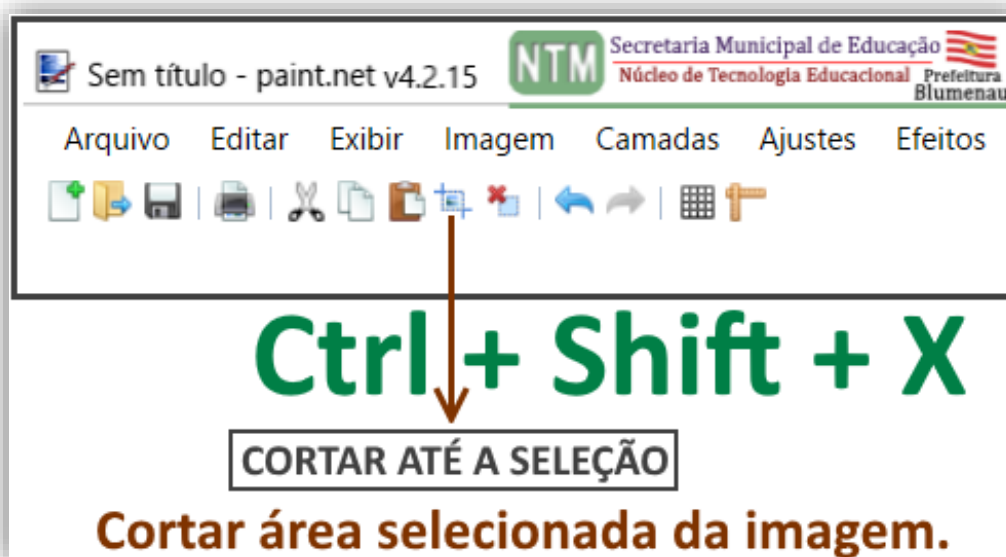 Sem título - paint.net v4.2.15
NTM
Secretaria Municipal de Educação
Núcleo de Tecnologia Educacional
Prefeitura
Blumenau
Arquivo Editar Exibir Imagem Camadas Ajustes Efeitos
Ctrl + Shift + X
CORTAR ATÉ A SELEÇÃO
Cortar área selecionada da imagem.